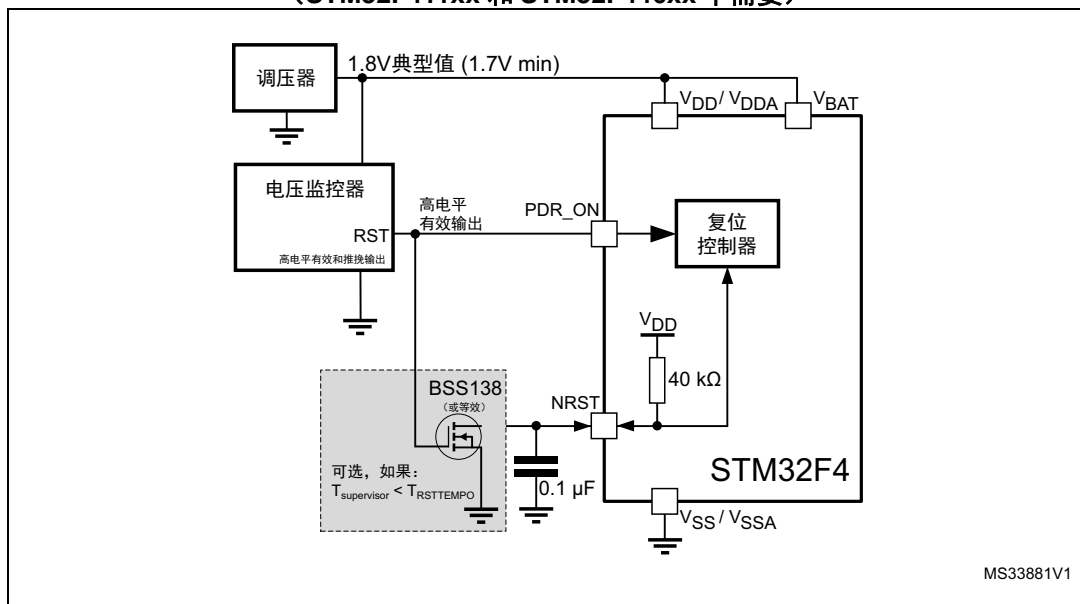 调压器
1.8V典型值 (1.7V min)
VDD/ VDDA
VBAT
电压监控器
RST
高电平有效和推挽输出
高电平
有效输出
PDR_ON
复位
控制器
VDD
40 kΩ
BSS138
（或等效）
NRST
可选，如果：
Tsupervisor < TRSTTEMPO
0.1 µF
STM32F4
VSS / VSSA
MS33881V1